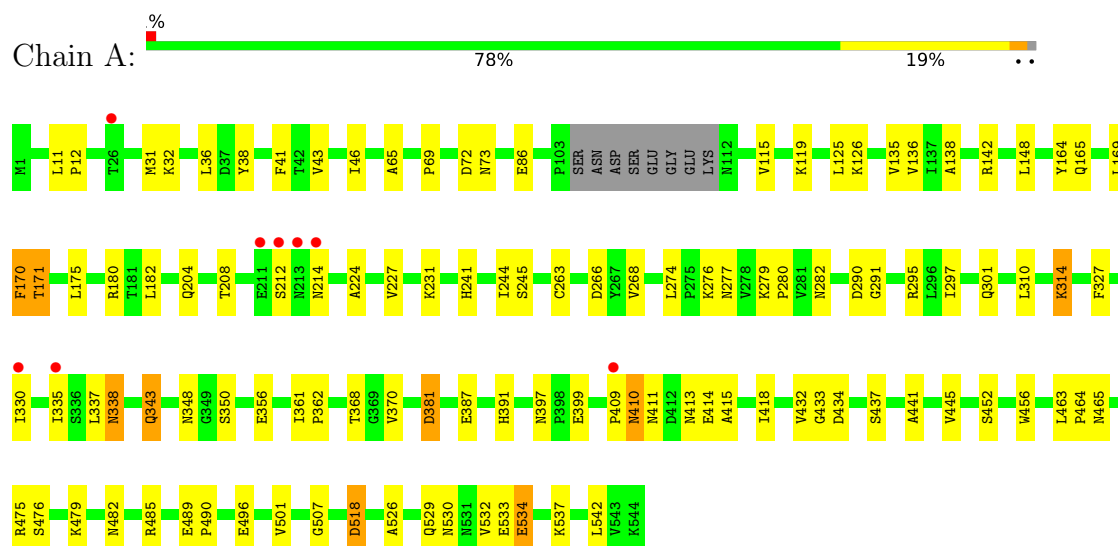 .%
Chain A:
78% 19% • •
M1 L11 P12 T26 M31 K32 L36 D37 Y38 F41 T42 V43 I46 A65 P69 D72 N73 E86 P103 SER ASN ASP SER GLU GLY GLU LYS N112 V115 K119 L125 K126 V135 V136 I137 A138 R142 L148 Y164 Q165 L169
F170 T171 L175 R180 T181 L182 Q204 T208 E211 S212 N213 N214 A224 V227 K231 H241 I244 S245 C263 D266 Y267 V268 L274 P275 K276 N277 V278 K279 P280 V281 N282 D290 G291 R295 L296 I297 Q301 L310 K314 F327
I330 I335 S336 L337 N338 Q343 N348 G349 S350 E356 I361 P362 T368 G369 V370 D381 E387 H391 N397 P398 E399 P409 N410 N411 D412 N413 E414 A415 I418 V432 G433 D434 S437 A441 V445 S452 W456 L463 P464 N465
R475 S476 K479 N482 R485 E489 P490 E496 V501 G507 D518 A526 Q529 N530 N531 V532 E533 E534 K537 L542 V543 K544